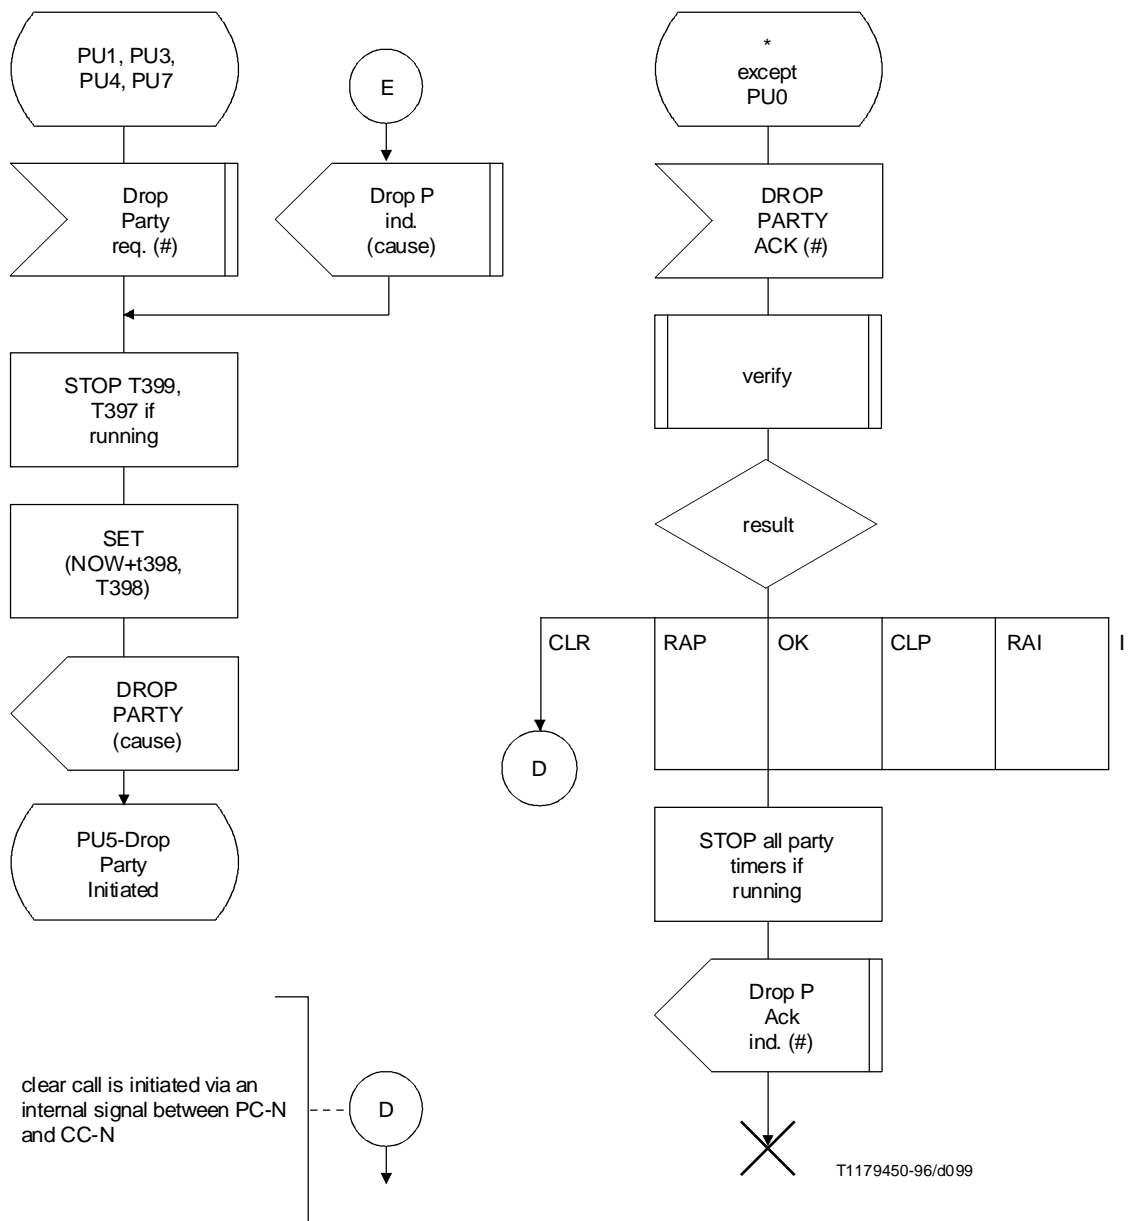 PU1, PU3,
PU4, PU7
E
*
except
PU0
Drop
Party
req. (#)
Drop P
ind.
(cause)
DROP
PARTY
ACK (#)
STOP T399,
T397 if
running
verify
SET
(NOW+t398,
T398)
result
DROP
PARTY
(cause)
CLR
RAP
OK
CLP
RAI
I
D
PU5-Drop
Party
Initiated
STOP all party
timers if
running
Drop P
Ack
ind. (#)
clear call is initiated via an
internal signal between PC-N
and CC-N
D
T1179450-96/d099